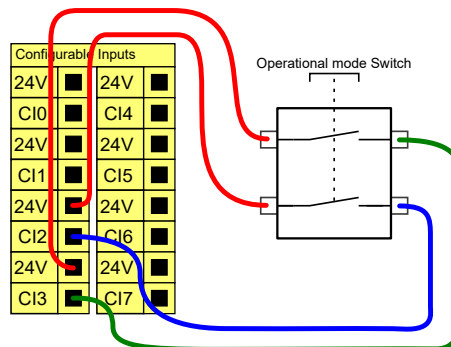 Configurable Inputs
Operational mode Switch
24V 24V
CI0 CI4
24V 24V
CI1 CI5
24V 24V
CI2 CI6
24V 24V
CI3 CI7